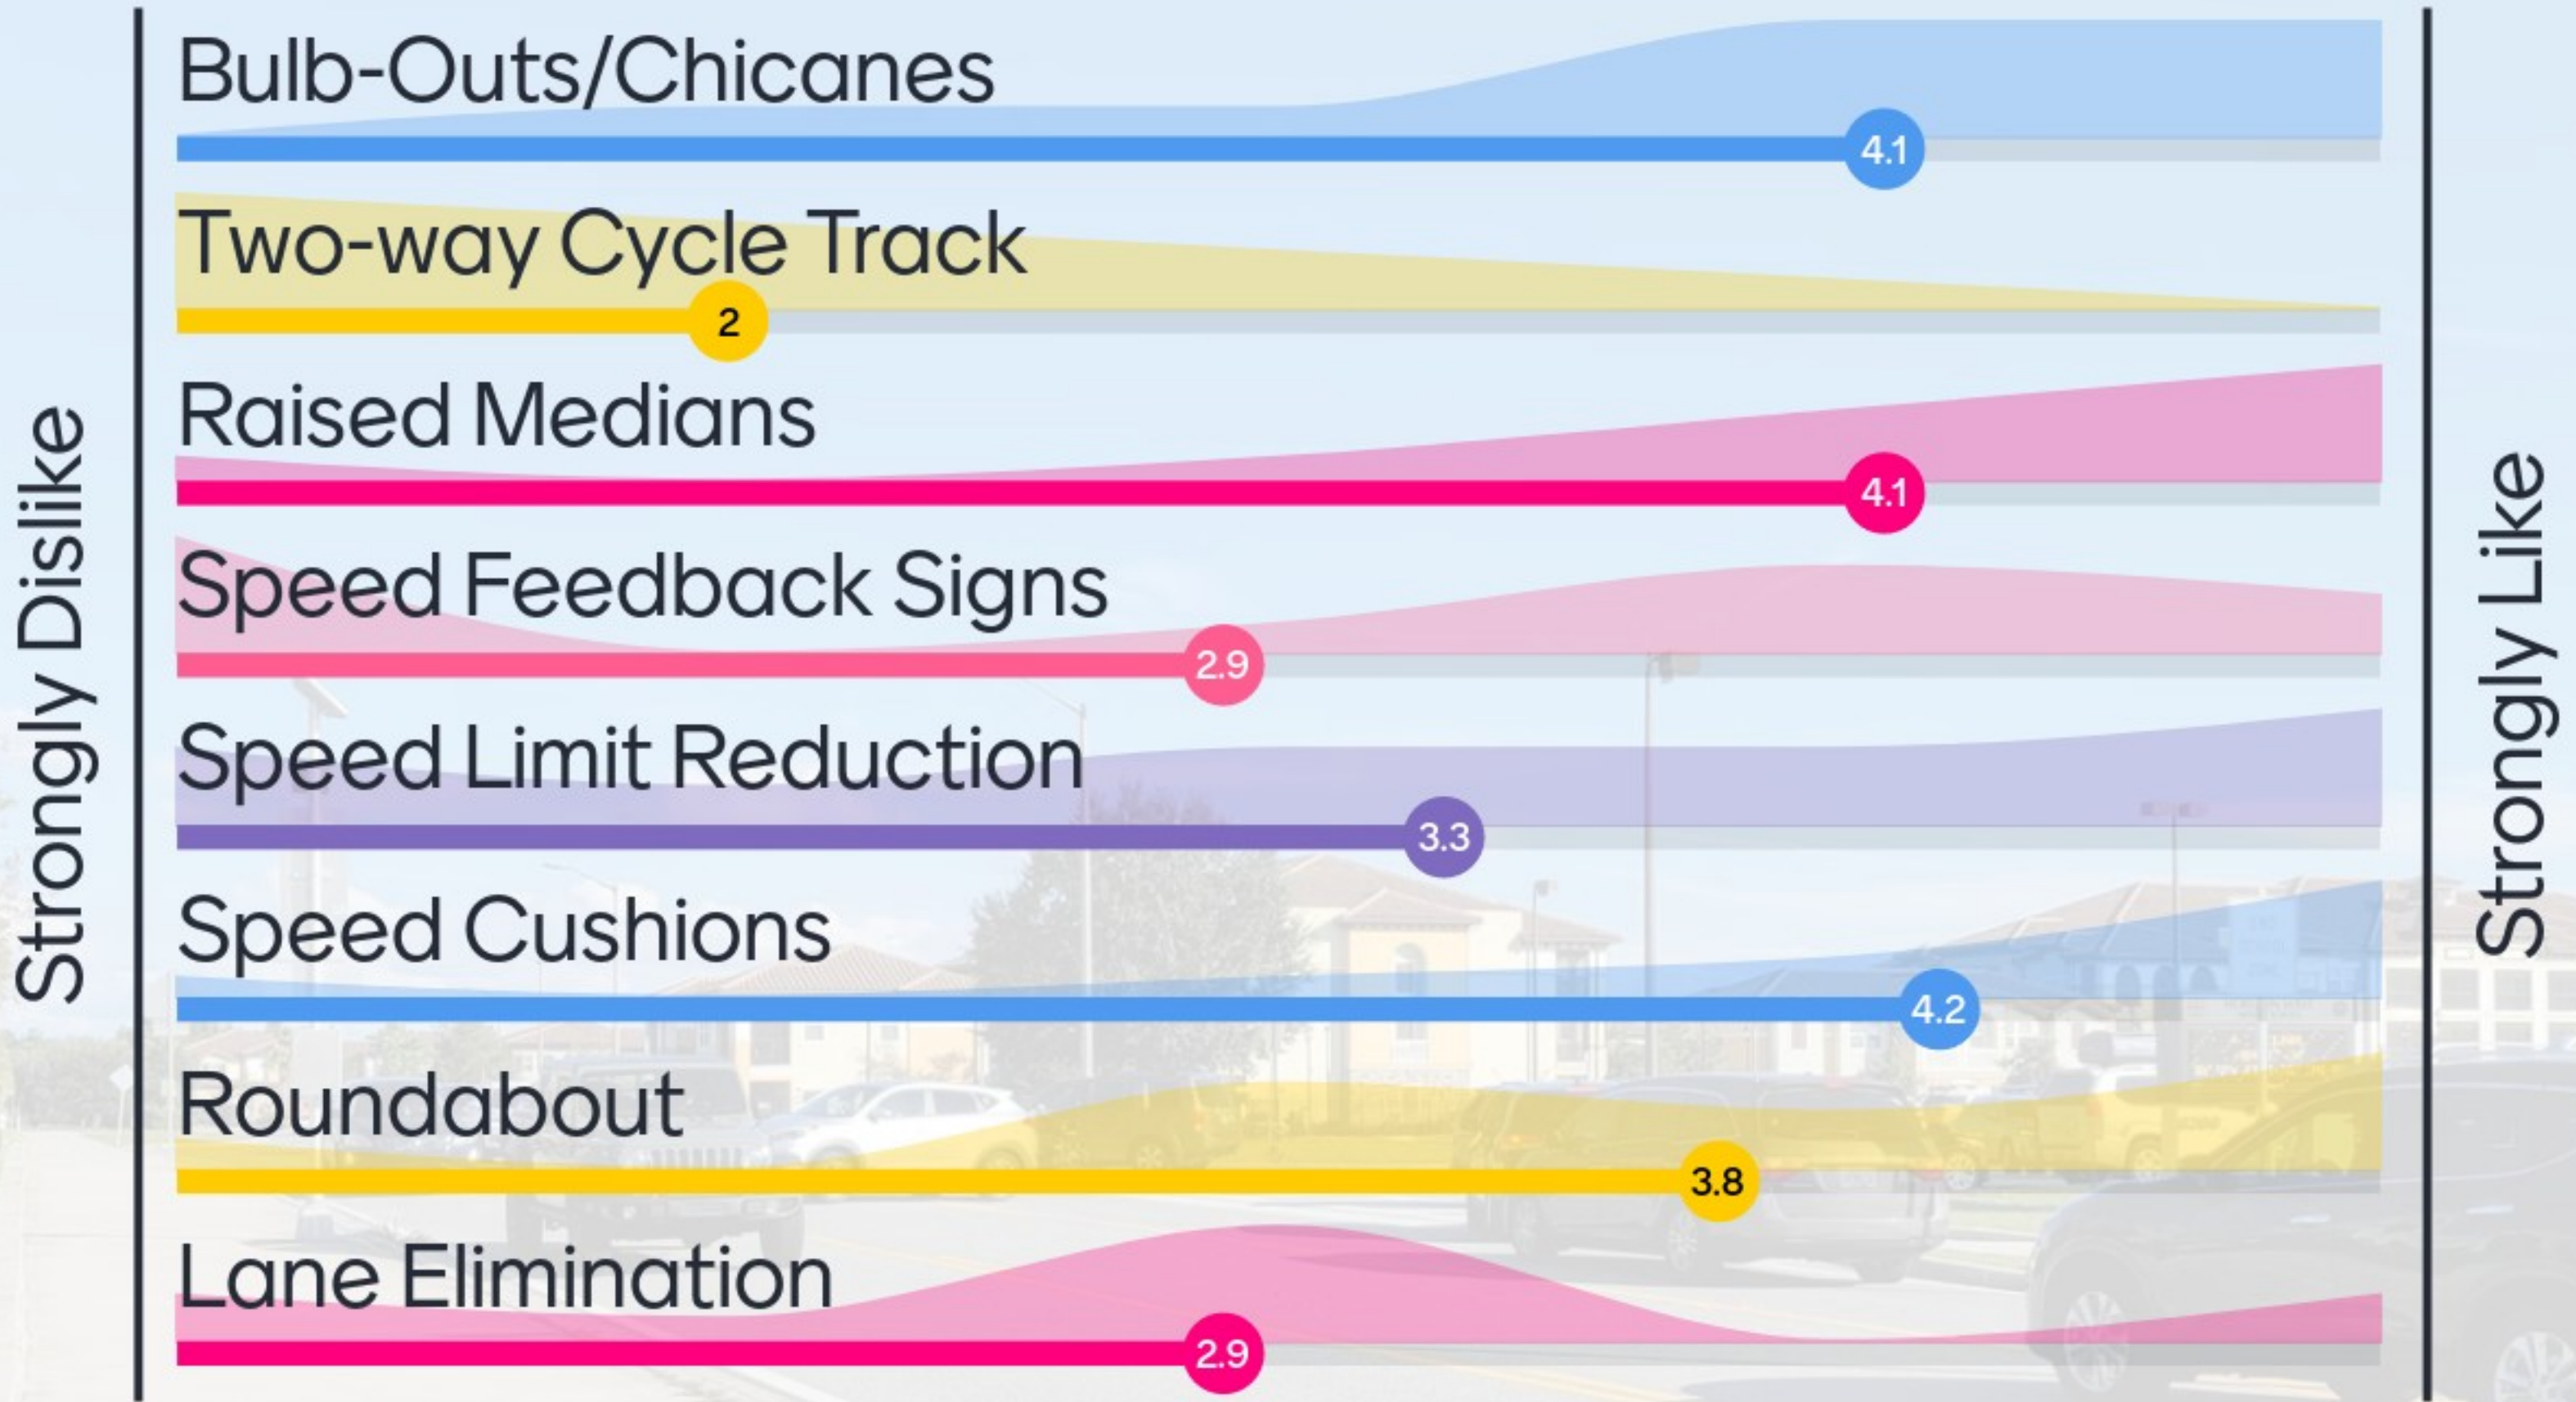 Strongly Dislike
Bulb-Outs/Chicanes
4.1
Two-way Cycle Track
2
Raised Medians
4.1
Speed Feedback Signs
2.9
Speed Limit Reduction
3.3
Speed Cushions
4.2
Roundabout
3.8
Lane Elimination
2.9
Strongly Like